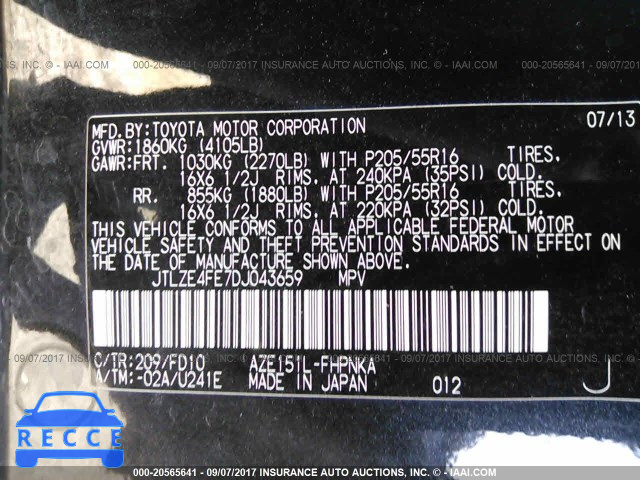 000-20565641 - 09/07/2017 INSURANCE AUTO AUCTIONS, INC. - © IAAI.COM
MFD.BY:TOYOTA MOTOR CORPORATION 07/13
GVWR:1860KG (4105LB)
GAWR:FRT. 1030KG (2270LB) WITH P205/55R16 TIRES.
16X6 1/2J RIMS. AT 240KPA (35PSI) COLD.
RR. 855KG (1880LB) WITH P205/55R16 TIRES.
16X6 1/2J RIMS. AT 220KPA (32PSI) COLD.
THIS VEHICLE CONFORMS TO ALL APPLICABLE FEDERAL MOTOR
VEHICLE SAFETY AND THEFT PREVENTION STANDARDS IN EFFECT ON
THE DATE OF MANUFACTURE SHOWN ABOVE.
JTLZE4FE7DJ043659 MPV
C/TR:209/FD10 AZE151L-FHPNKA
A/TM:-02A/U241E MADE IN JAPAN 012 J
RECCE
000-20565641 - 09/07/2017 INSURANCE AUTO AUCTIONS, INC. - © IAAI.COM